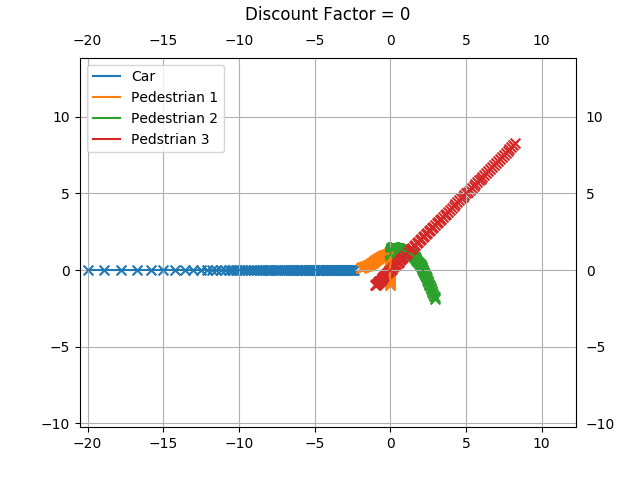 Discount Factor = 0
−20 −15 −10 −5 0 5 10
Car
Pedestrian 1
Pedestrian 2
Pedstrian 3
10 10
5 5
0 0
−5 −5
−10 −10
−20 −15 −10 −5 0 5 10